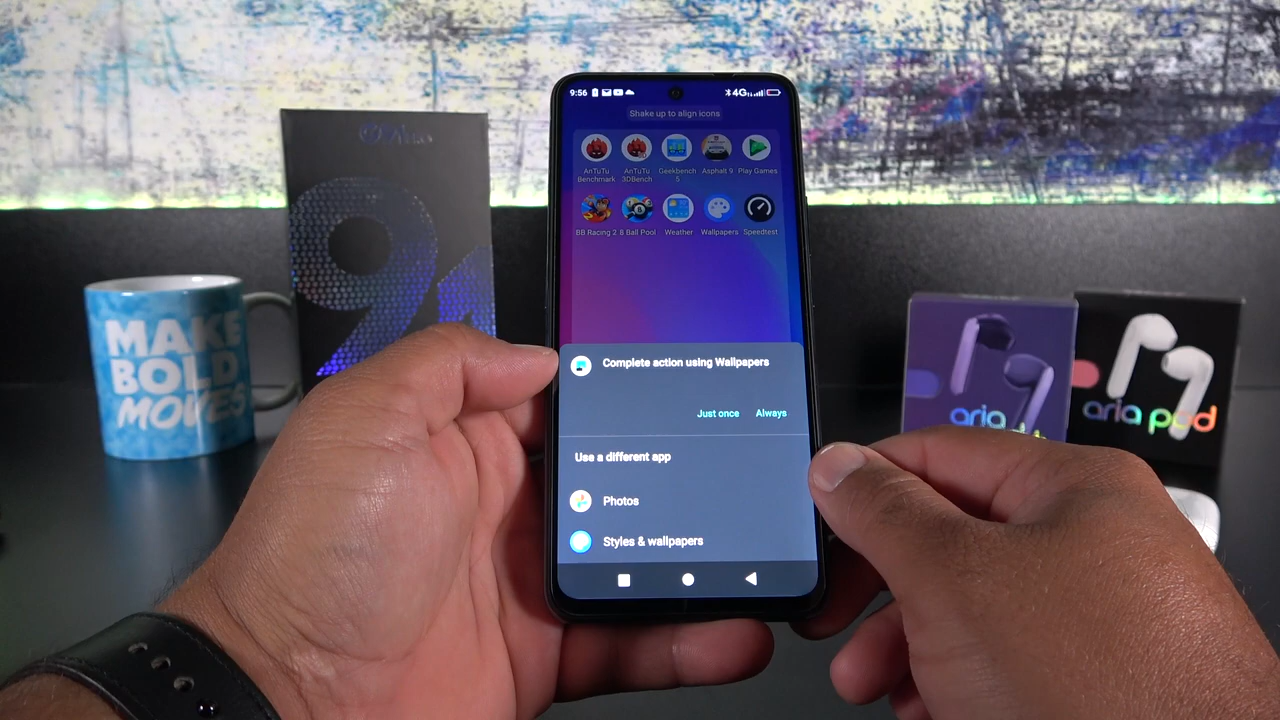 9:56
4G
Shake up to align icons
AnTuTu Benchmark
AnTuTu 3DBench
Geekbench 5
Asphalt 9
Play Games
BB Racing 2
8 Ball Pool
Weather
Wallpapers
Speedtest
Complete action using Wallpapers
Just once
Always
Use a different app
Photos
Styles & wallpapers
MAKE
BOLD
MOVES
9
aria
aria pod